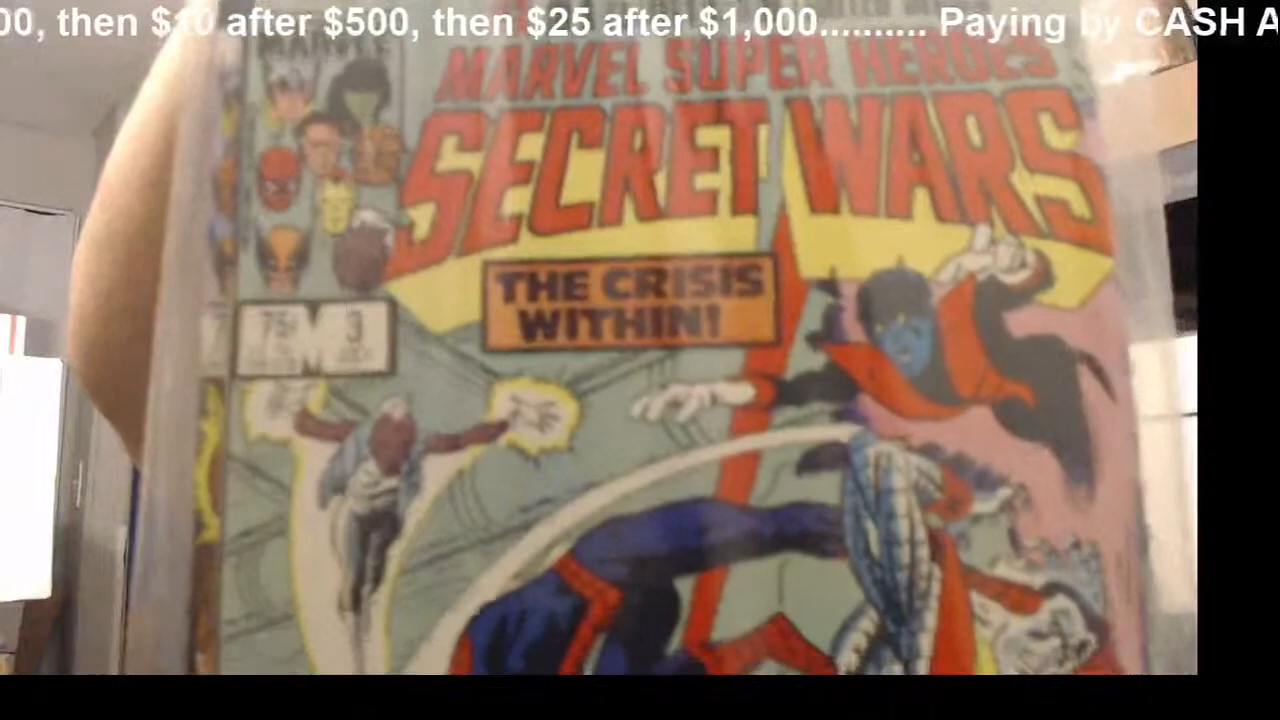 00, then $10 after $500, then $25 after $1,000.......... Paying by CASH A
MARVEL SUPER HEROES
SECRET WARS
THE CRISIS
WITHIN!
75¢ 3